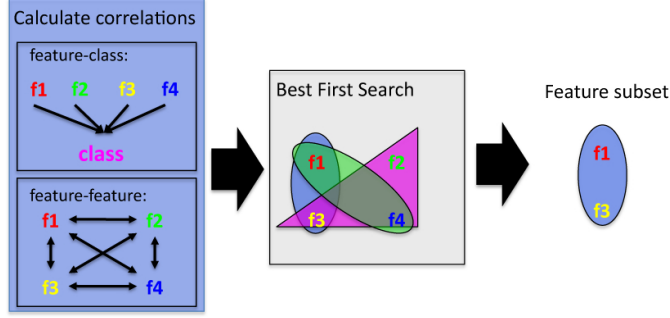 Calculate correlations
feature-class:
f1 f2 f3 f4
class
feature-feature:
f1 f2
f3 f4
Best First Search
f1 f2
f3 f4
Feature subset
f1
f3